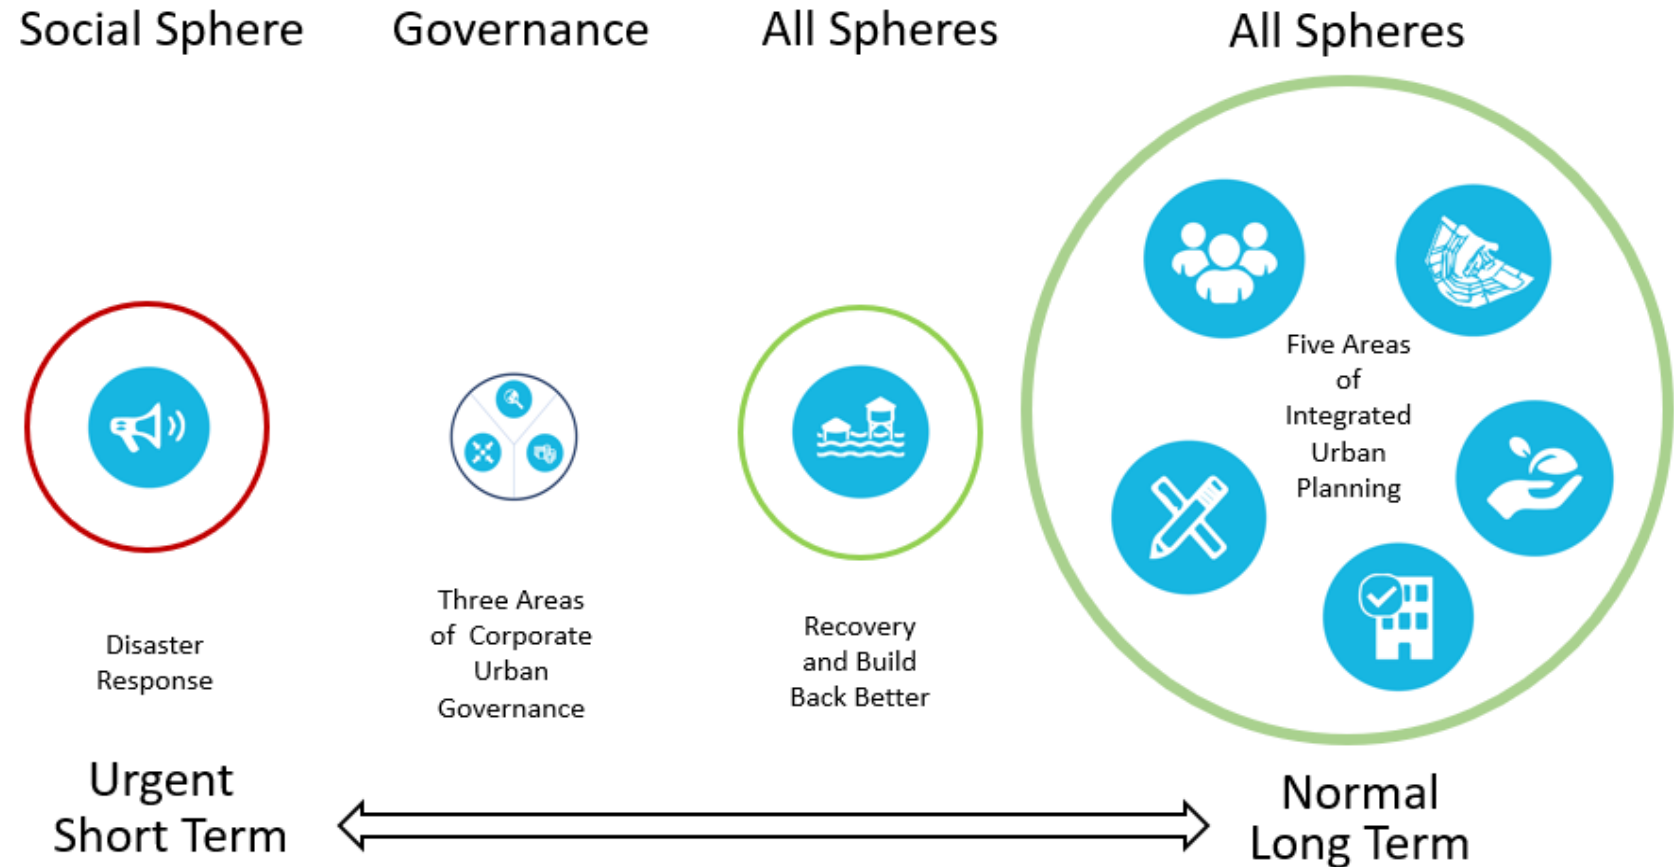 Social Sphere
Governance
All Spheres
All Spheres
Disaster
Response
Three Areas
of Corporate
Urban
Governance
Recovery
and Build
Back Better
Five Areas
of
Integrated
Urban
Planning
Urgent
Short Term
Normal
Long Term